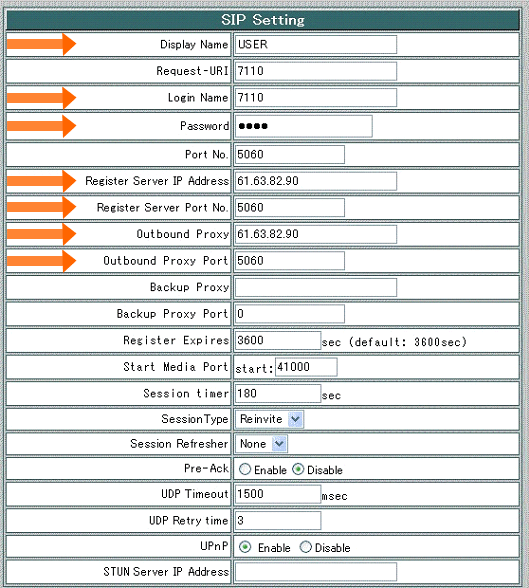 SIP Setting
Display Name USER
Request-URI 7110
Login Name 7110
Password ●●●●
Port No. 5060
Register Server IP Address 61.63.82.90
Register Server Port No. 5060
Outbound Proxy 61.63.82.90
Outbound Proxy Port 5060
Backup Proxy
Backup Proxy Port 0
Register Expires 3600 sec (default: 3600sec)
Start Media Port start: 41000
Session timer 180 sec
SessionType Reinvite
Session Refresher None
Pre-Ack Enable Disable
UDP Timeout 1500 msec
UDP Retry time 3
UPnP Enable Disable
STUN Server IP Address